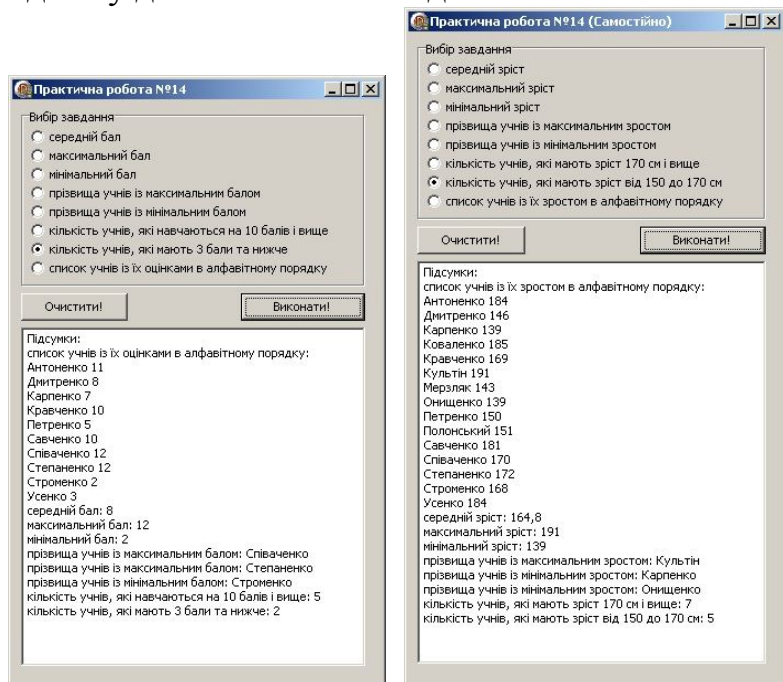 Практична робота №14
Вибір завдання
середній бал
максимальний бал
мінімальний бал
прізвища учнів із максимальним балом
прізвища учнів із мінімальним балом
кількість учнів, які навчаються на 10 балів і вище
кількість учнів, які мають 3 бали та нижче
список учнів із їх оцінками в алфавітному порядку
Очистити!
Виконати!
Підсумки:
список учнів із їх оцінками в алфавітному порядку:
Антоненко 11
Дмитренко 8
Карпенко 7
Кравченко 10
Петренко 5
Савченко 10
Співаченко 12
Степаненко 12
Строменко 2
Усенко 3
середній бал: 8
максимальний бал: 12
мінімальний бал: 2
прізвища учнів із максимальним балом: Співаченко
прізвища учнів із максимальним балом: Степаненко
прізвища учнів із мінімальним балом: Строменко
кількість учнів, які навчаються на 10 балів і вище: 5
кількість учнів, які мають 3 бали та нижче: 2
Практична робота №14 (Самостійно)
Вибір завдання
середній зріст
максимальний зріст
мінімальний зріст
прізвища учнів із максимальним зростом
прізвища учнів із мінімальним зростом
кількість учнів, які мають зріст 170 см і вище
кількість учнів, які мають зріст від 150 до 170 см
список учнів із їх зростом в алфавітному порядку
Очистити!
Виконати!
Підсумки:
список учнів із їх зростом в алфавітному порядку:
Антоненко 184
Дмитренко 146
Карпенко 139
Коваленко 185
Кравченко 169
Культін 191
Мерзляк 143
Онищенко 139
Петренко 150
Полонський 151
Савченко 181
Співаченко 170
Степаненко 172
Строменко 168
Усенко 184
середній зріст: 164,8
максимальний зріст: 191
мінімальний зріст: 139
прізвища учнів із максимальним зростом: Культін
прізвища учнів із мінімальним зростом: Карпенко
прізвища учнів із мінімальним зростом: Онищенко
кількість учнів, які мають зріст 170 см і вище: 7
кількість учнів, які мають зріст від 150 до 170 см: 5